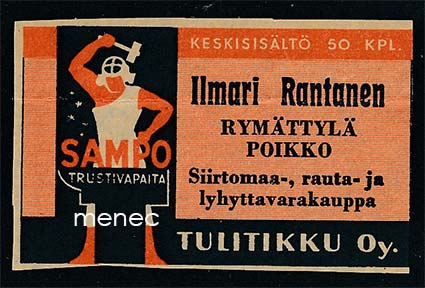 KESKISISÄLTÖ 50 KPL.
Ilmari Rantanen
RYMÄTTYLÄ
POIKKO
Siirtomaa-, rauta- ja
lyhyttavarakauppa
SAMPO
TRUSTIVAPAITA
menec
TULITIKKU Oy.